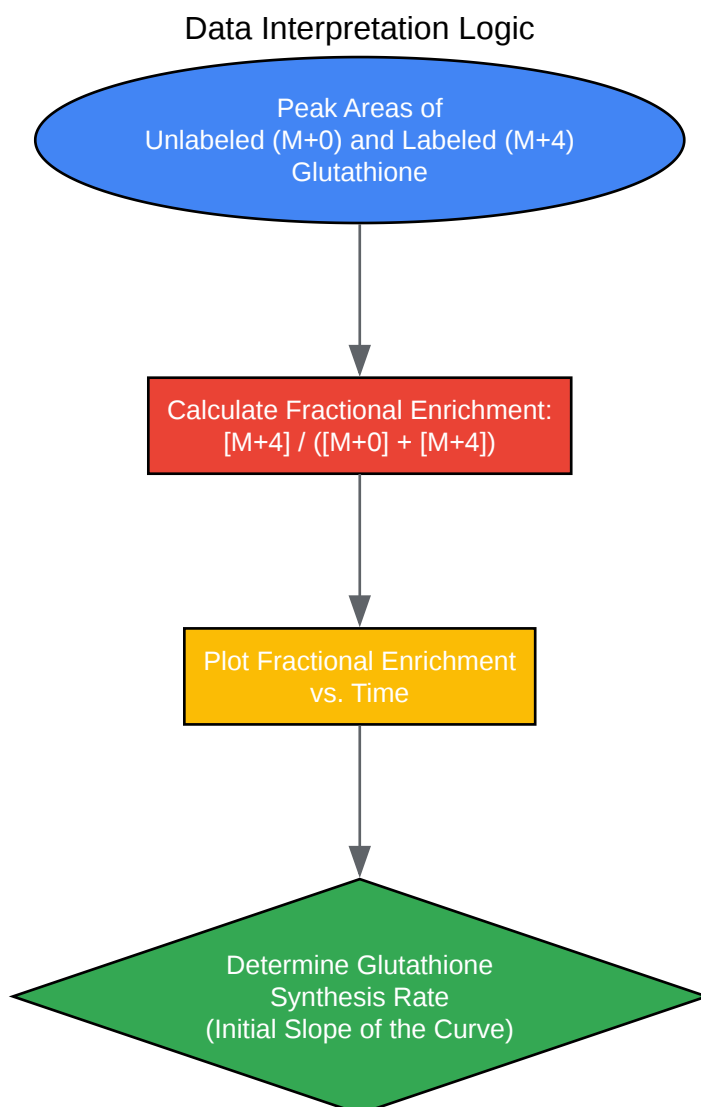 Data Interpretation Logic
Peak Areas of
Unlabeled (M+0) and Labeled (M+4)
Glutathione
Calculate Fractional Enrichment:
[M+4] / ([M+0] + [M+4])
Plot Fractional Enrichment
vs. Time
Determine Glutathione
Synthesis Rate
(Initial Slope of the Curve)